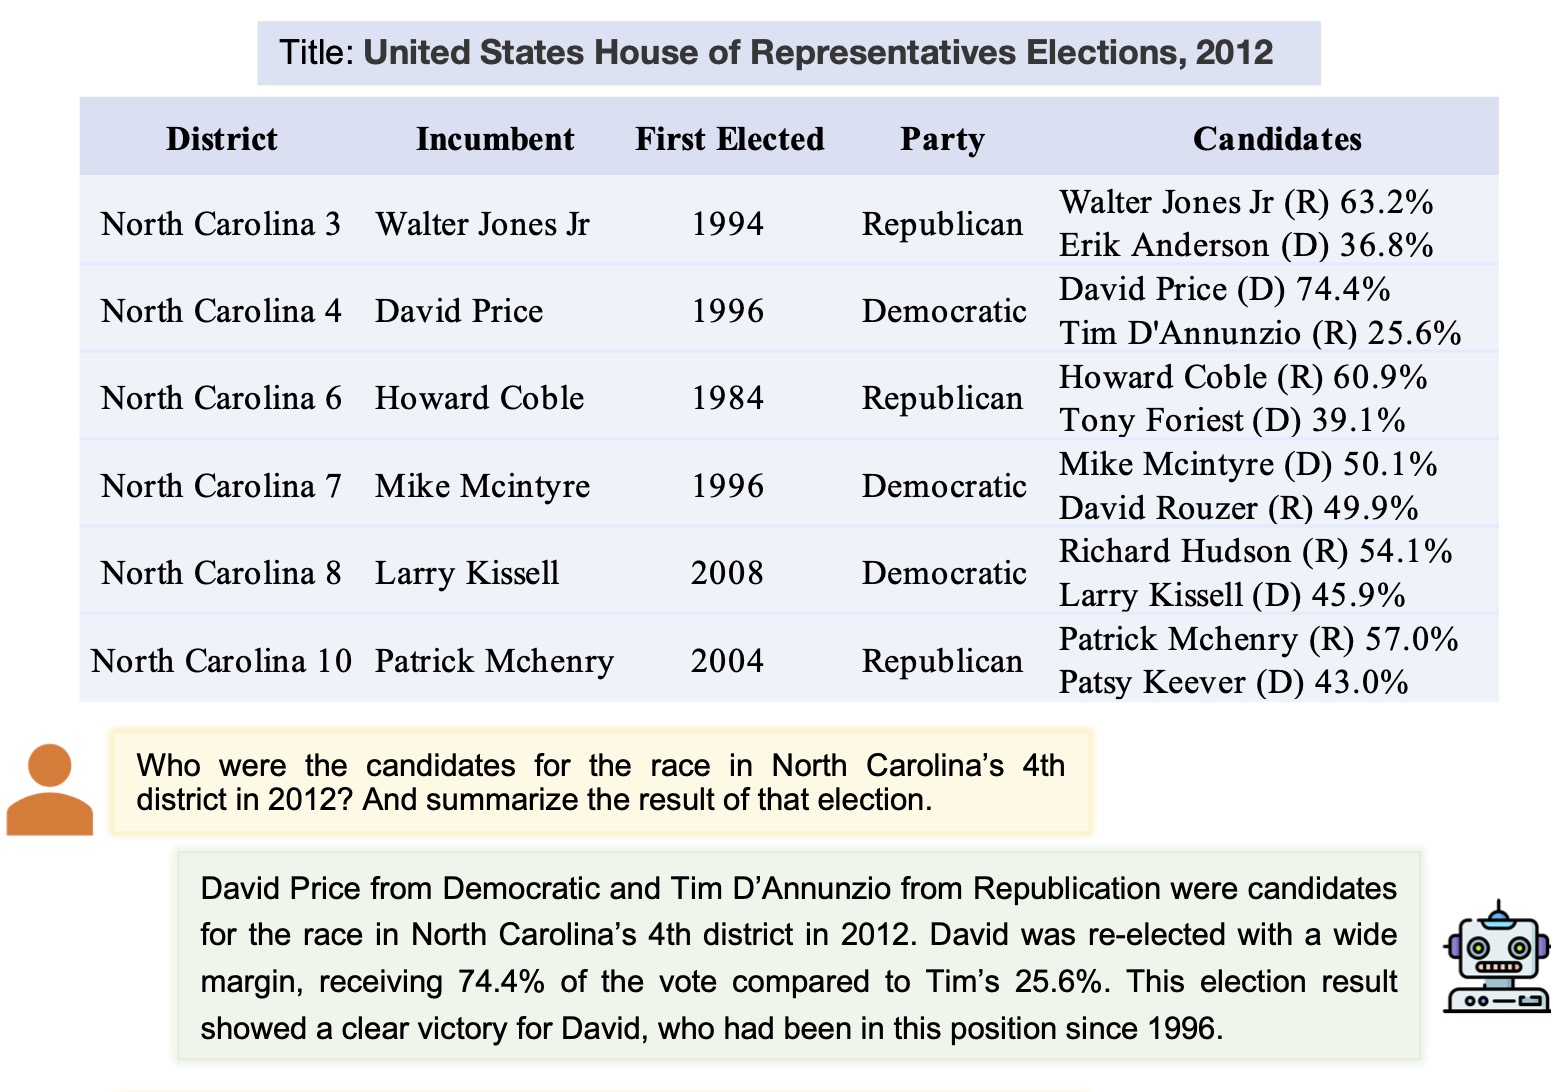 Title: United States House of Representatives Elections, 2012
District Incumbent First Elected Party Candidates
North Carolina 3 Walter Jones Jr 1994 Republican Walter Jones Jr (R) 63.2%
Erik Anderson (D) 36.8%
North Carolina 4 David Price 1996 Democratic David Price (D) 74.4%
Tim D'Annunzio (R) 25.6%
North Carolina 6 Howard Coble 1984 Republican Howard Coble (R) 60.9%
Tony Foriest (D) 39.1%
North Carolina 7 Mike Mcintyre 1996 Democratic Mike Mcintyre (D) 50.1%
David Rouzer (R) 49.9%
North Carolina 8 Larry Kissell 2008 Democratic Richard Hudson (R) 54.1%
Larry Kissell (D) 45.9%
North Carolina 10 Patrick Mchenry 2004 Republican Patrick Mchenry (R) 57.0%
Patsy Keever (D) 43.0%
Who were the candidates for the race in North Carolina’s 4th
district in 2012? And summarize the result of that election.
David Price from Democratic and Tim D’Annunzio from Republication were candidates
for the race in North Carolina’s 4th district in 2012. David was re-elected with a wide
margin, receiving 74.4% of the vote compared to Tim’s 25.6%. This election result
showed a clear victory for David, who had been in this position since 1996.